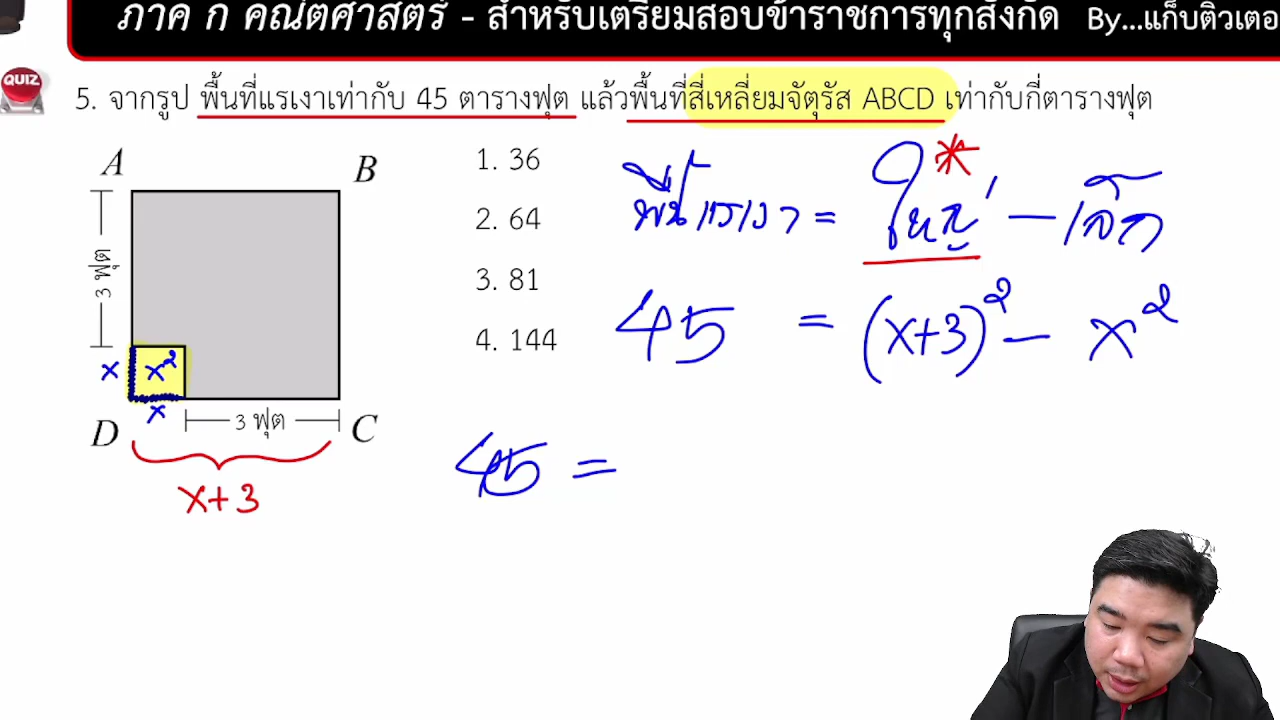 ภาค ก คณิตศาสตร์ - สำหรับเตรียมสอบข้าราชการทุกสังกัด By...แก็บติวเตอ
QUIZ
5. จากรูป พื้นที่แรเงาเท่ากับ 45 ตารางฟุต แล้วพื้นที่สี่เหลี่ยมจัตุรัส ABCD เท่ากับกี่ตารางฟุต
A
B
3 ฟุต
x
x²
x
D
3 ฟุต
C
x+3
1. 36
2. 64
3. 81
4. 144
พื้นที่แรเงา = ใหญ่ - เล็ก
*
45 = (x+3)² - x²
45 =